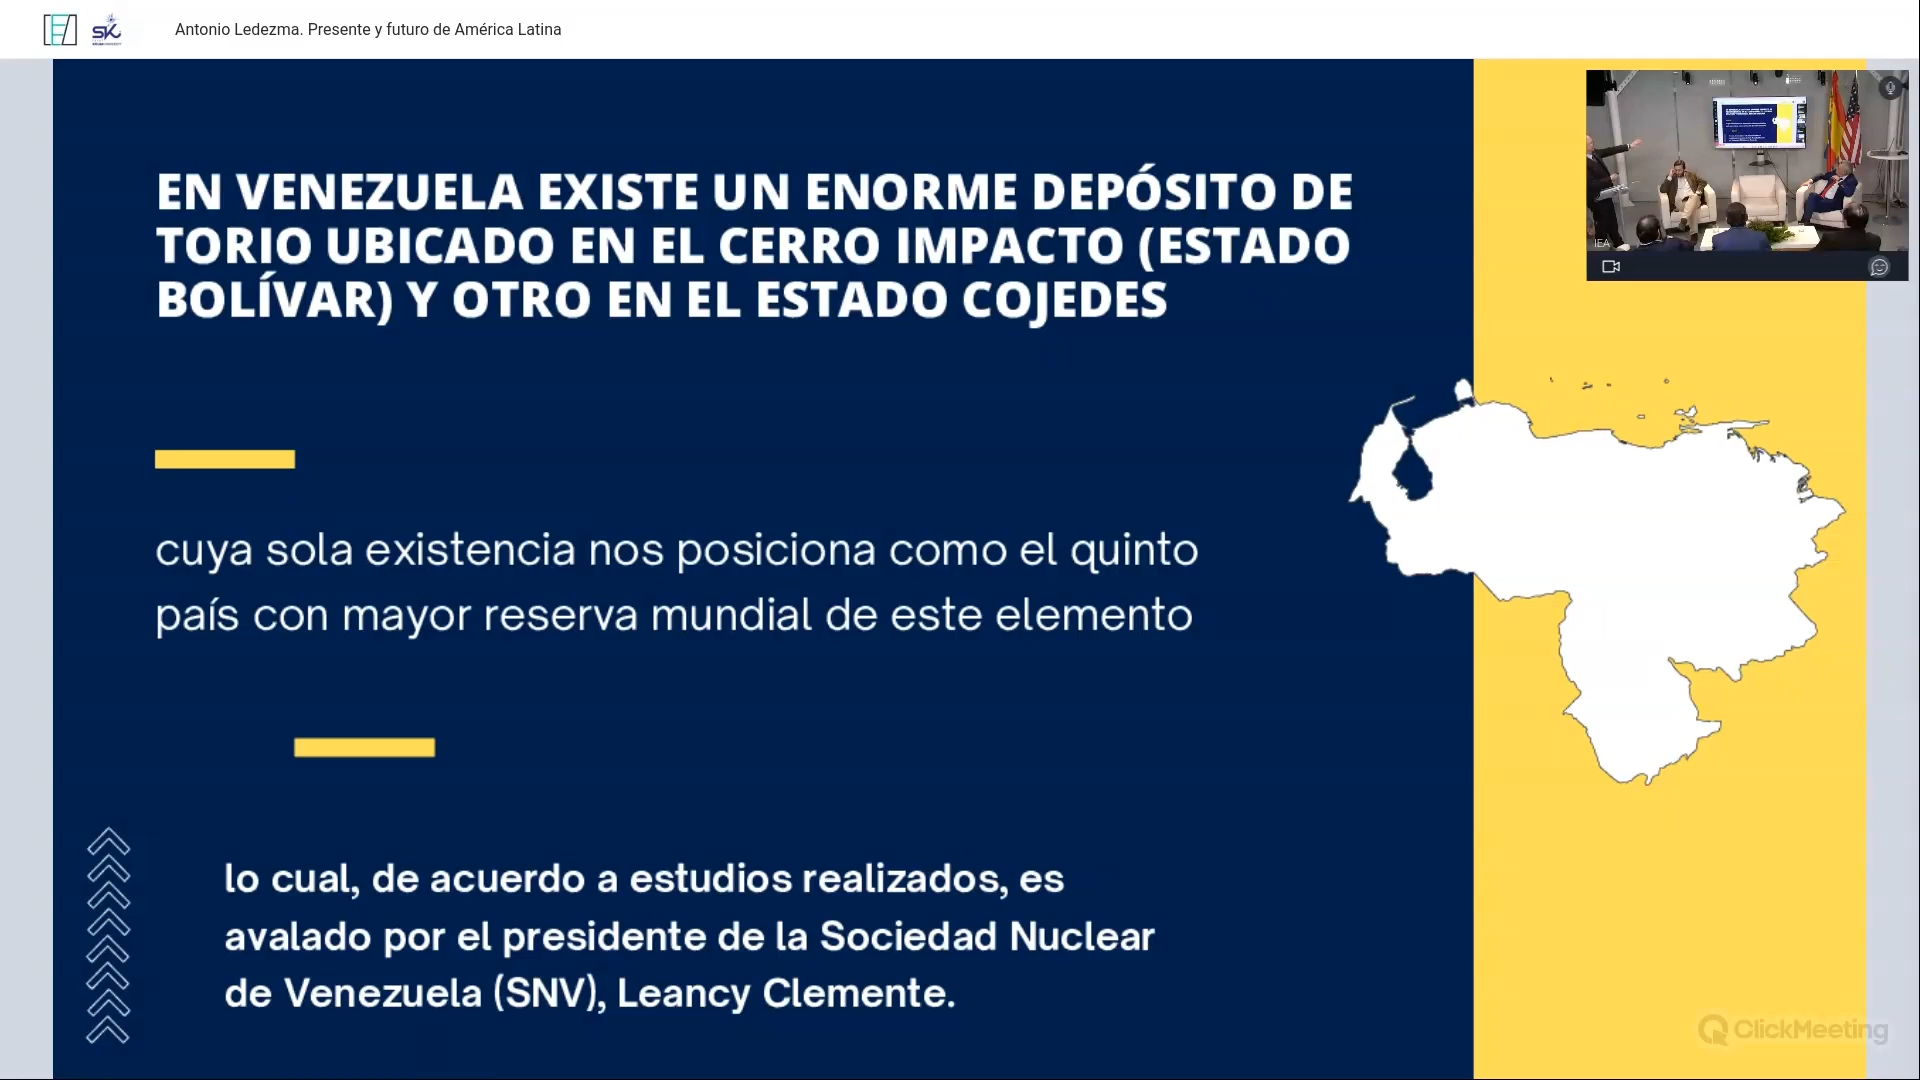 Antonio Ledezma. Presente y futuro de América Latina
EN VENEZUELA EXISTE UN ENORME DEPÓSITO DE
TORIO UBICADO EN EL CERRO IMPACTO (ESTADO
BOLÍVAR) Y OTRO EN EL ESTADO COJEDES
cuya sola existencia nos posiciona como el quinto
país con mayor reserva mundial de este elemento
lo cual, de acuerdo a estudios realizados, es
avalado por el presidente de la Sociedad Nuclear
de Venezuela (SNV), Leancy Clemente.
IEA
ClickMeeting